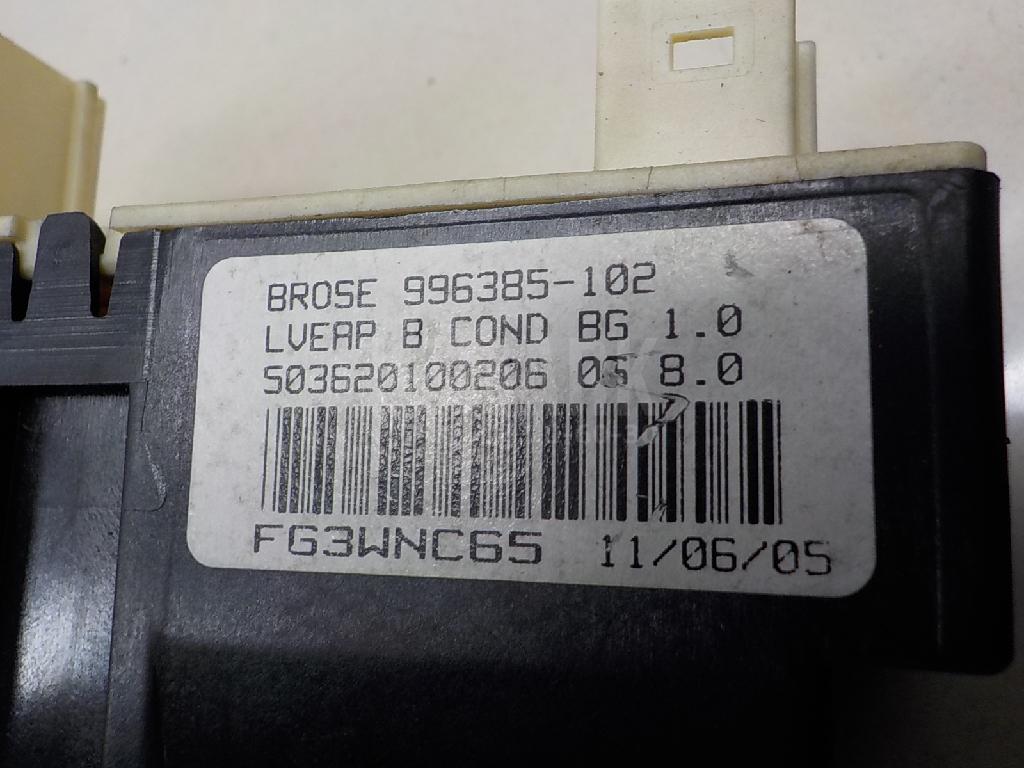 BROSE 996385-102
LVEAP B COND BG 1.0
503620100206 8.0
FG3WNC65 11/06/05